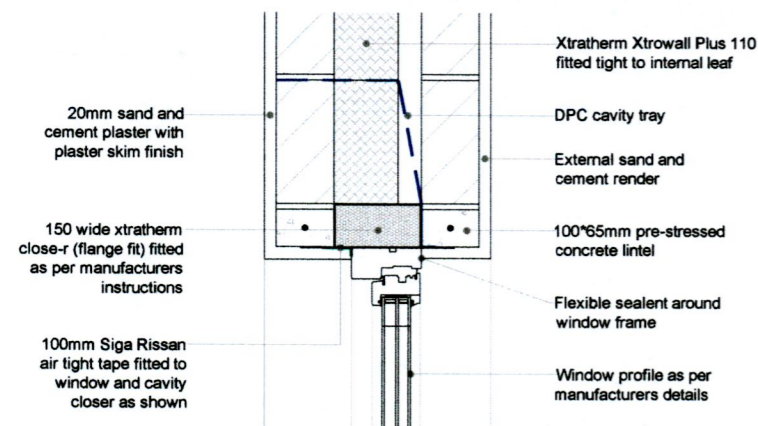 20mm sand and
cement plaster with
plaster skim finish
150 wide xtratherm
close-r (flange fit) fitted
as per manufacturers
instructions
100mm Siga Rissan
air tight tape fitted to
window and cavity
closer as shown
Xtratherm Xtrowall Plus 110
fitted tight to internal leaf
DPC cavity tray
External sand and
cement render
100*65mm pre-stressed
concrete lintel
Flexible sealent around
window frame
Window profile as per
manufacturers details